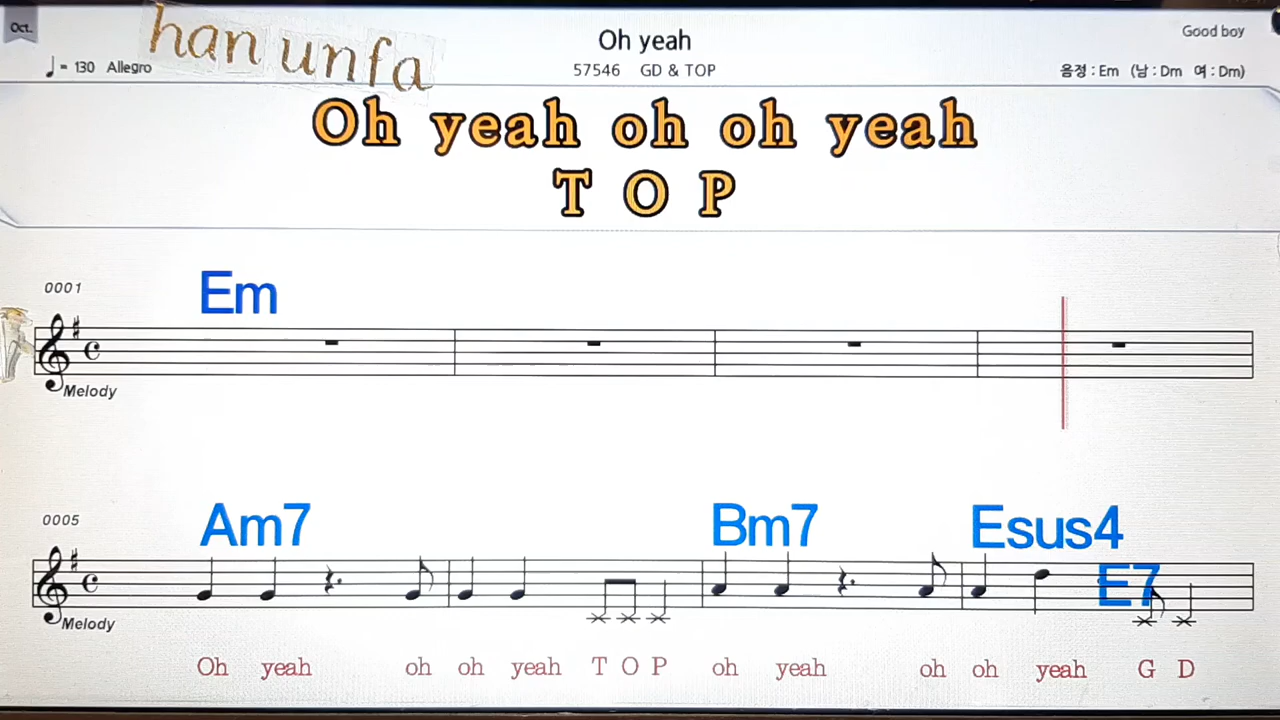 Oct.
han unfa
Oh yeah
Good boy
♩= 130 Allegro
57546 GD & TOP
음정 : Em (남 : Dm 여 : Dm)
Oh yeah oh oh yeah
T O P
0001
Em
Melody
0005
Am7 Bm7 Esus4
E7
Melody
Oh yeah oh oh yeah T O P oh yeah oh oh yeah G D